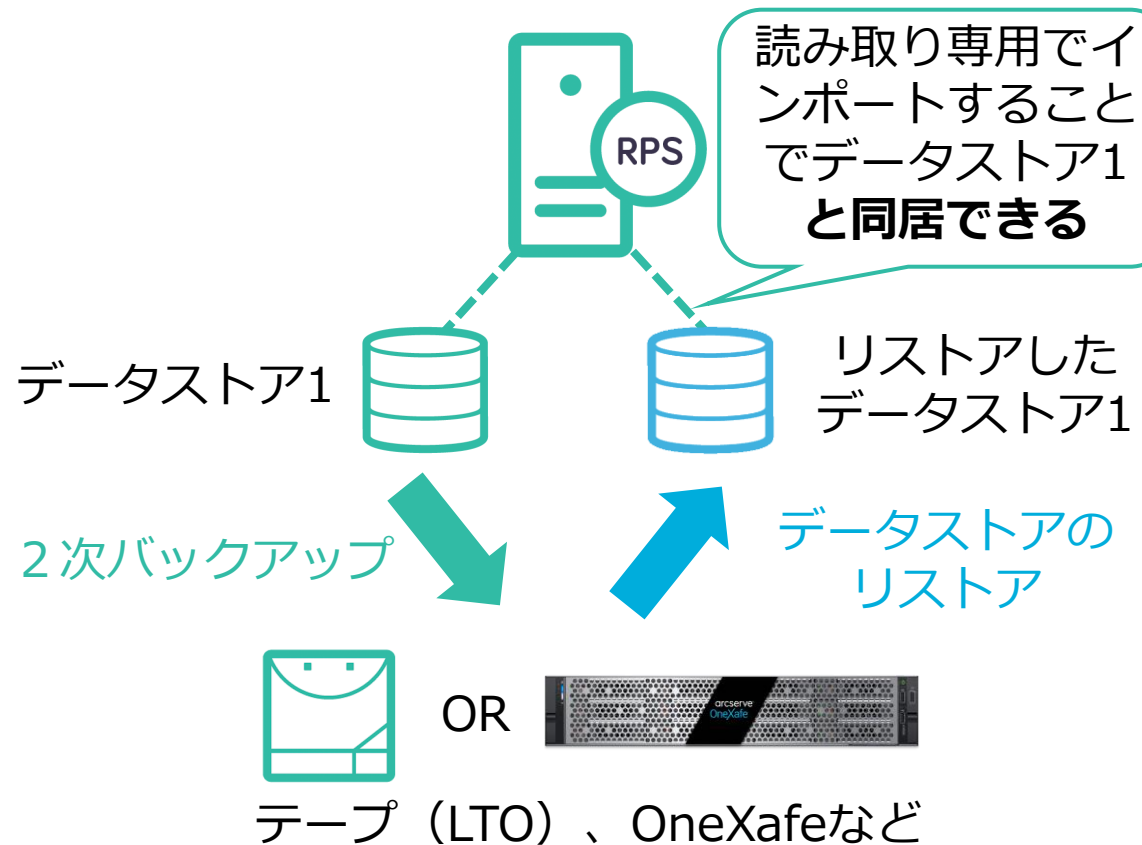 読み取り専用でイ
ンポートすること
でデータストア1
と同居できる
RPS
データストア1
リストアした
データストア1
２次バックアップ
データストアの
リストア
OR
arcserve
OneXafe
テープ（LTO）、OneXafeなど